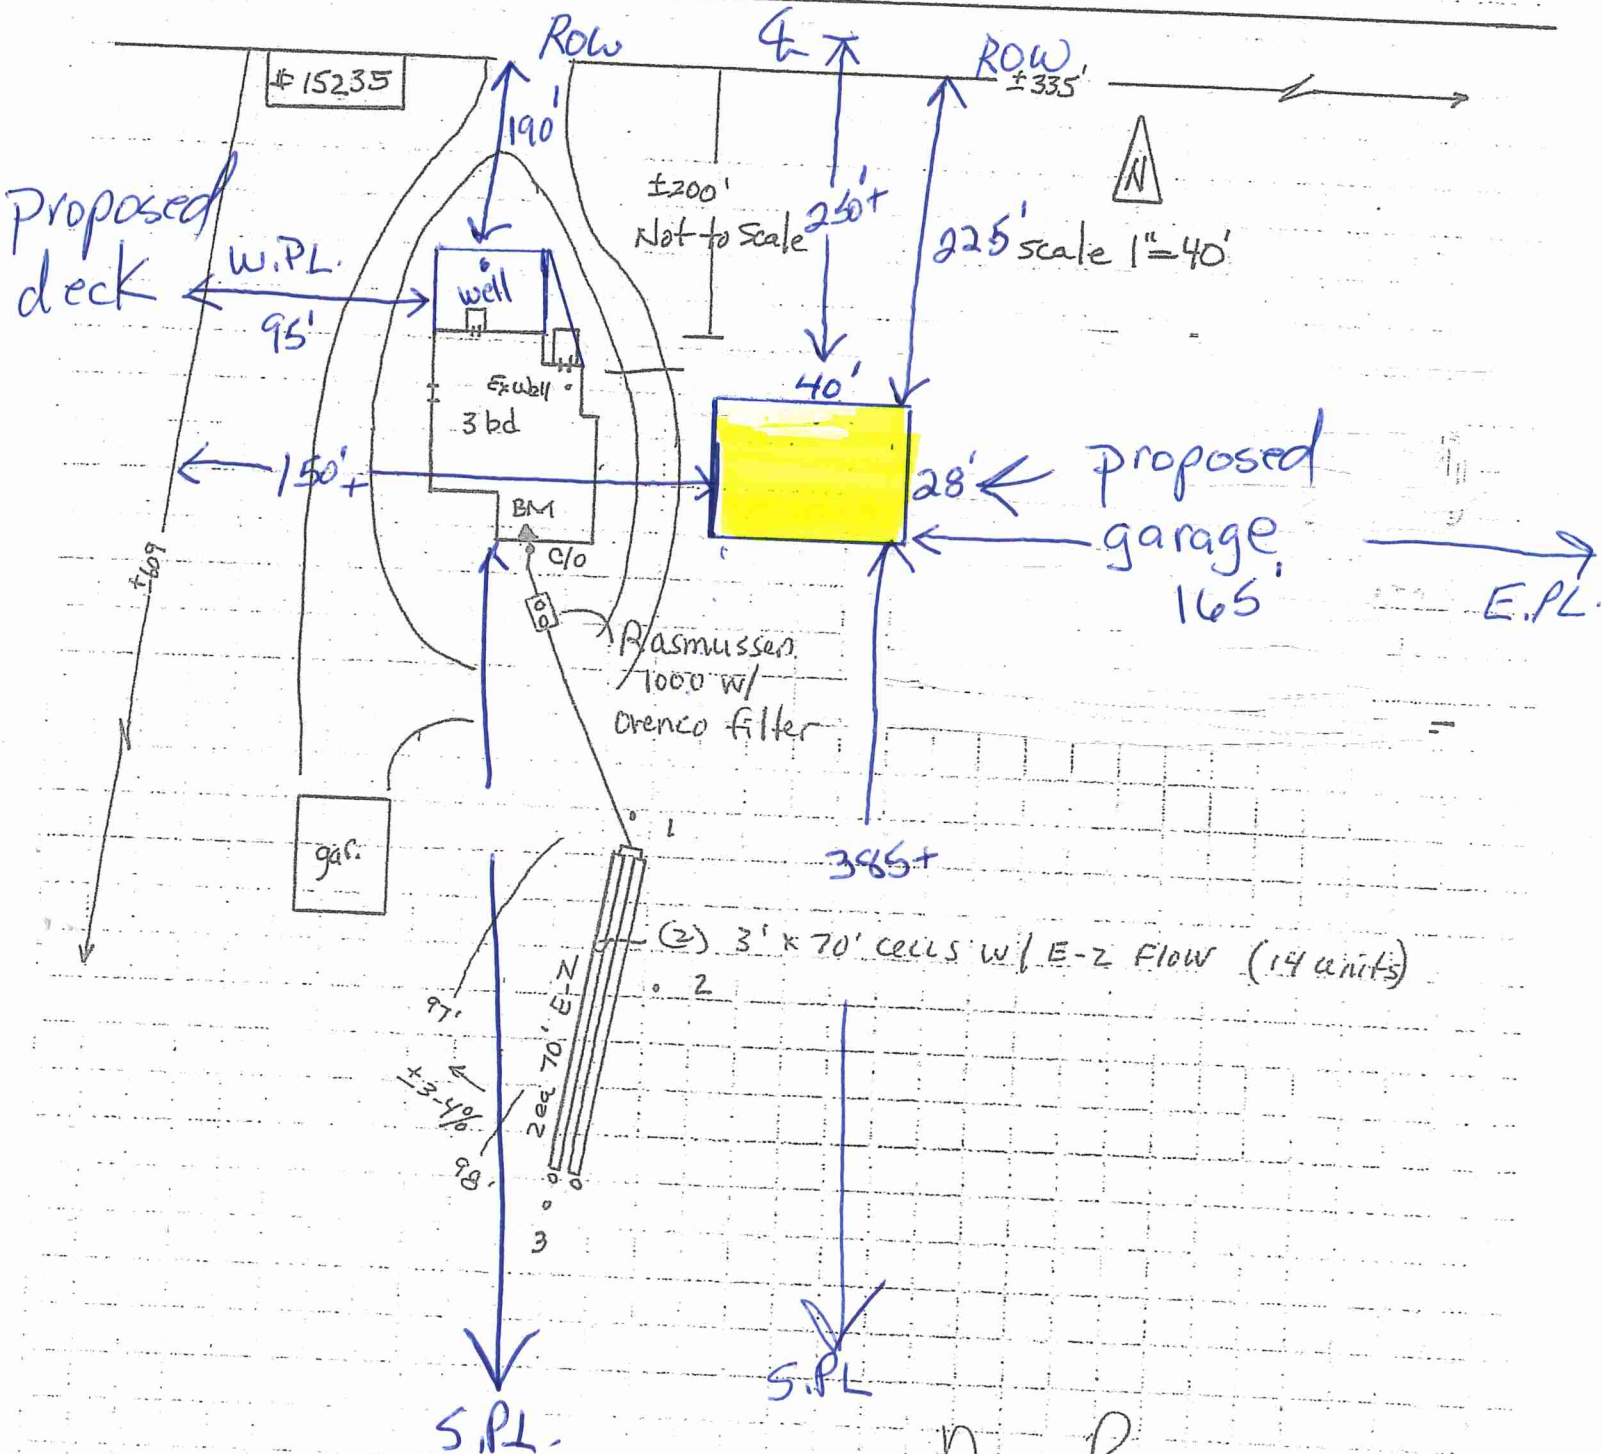 ROW
℄
ROW
# 15235
±335'
190'
N
±200'
Not to Scale
250'+
225'
scale 1"=40'
proposed
deck
W.PL.
95'
well
40'
Ex well
3 bd
150'+
28'
proposed
garage
165'
E.PL.
BM
C/O
±609
Rasmussen
1000 w/
Orenco filter
1
gar.
385+
(2) 3' x 70' cells w/ E-Z Flow (14 units)
2
97.
2ea 70' E-Z
±3-4%
98.
3
S.PL
S.PL.